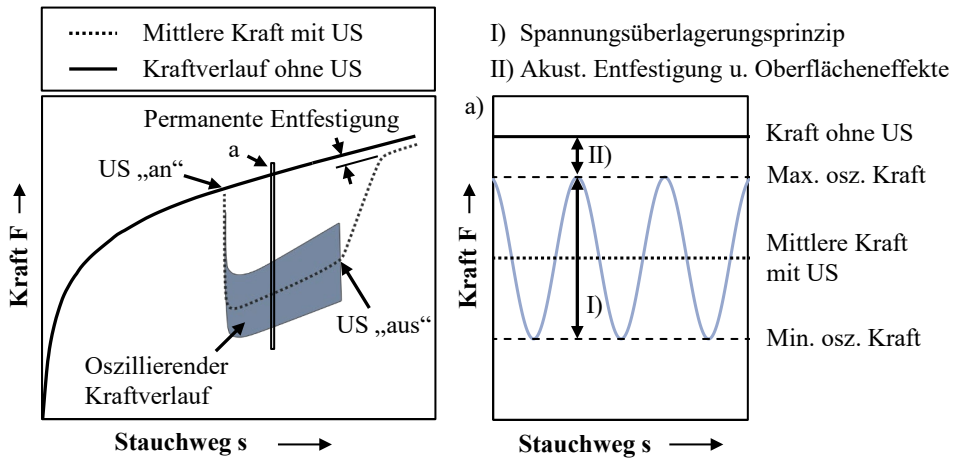 Mittlere Kraft mit US
Kraftverlauf ohne US
Permanente Entfestigung
a
US „an“
US „aus“
Oszillierender
Kraftverlauf
Kraft F
Stauchweg s
I) Spannungsüberlagerungsprinzip
II) Akust. Entfestigung u. Oberflächeneffekte
a)
Kraft ohne US
II)
Max. osz. Kraft
Mittlere Kraft
mit US
I)
Min. osz. Kraft
Kraft F
Stauchweg s